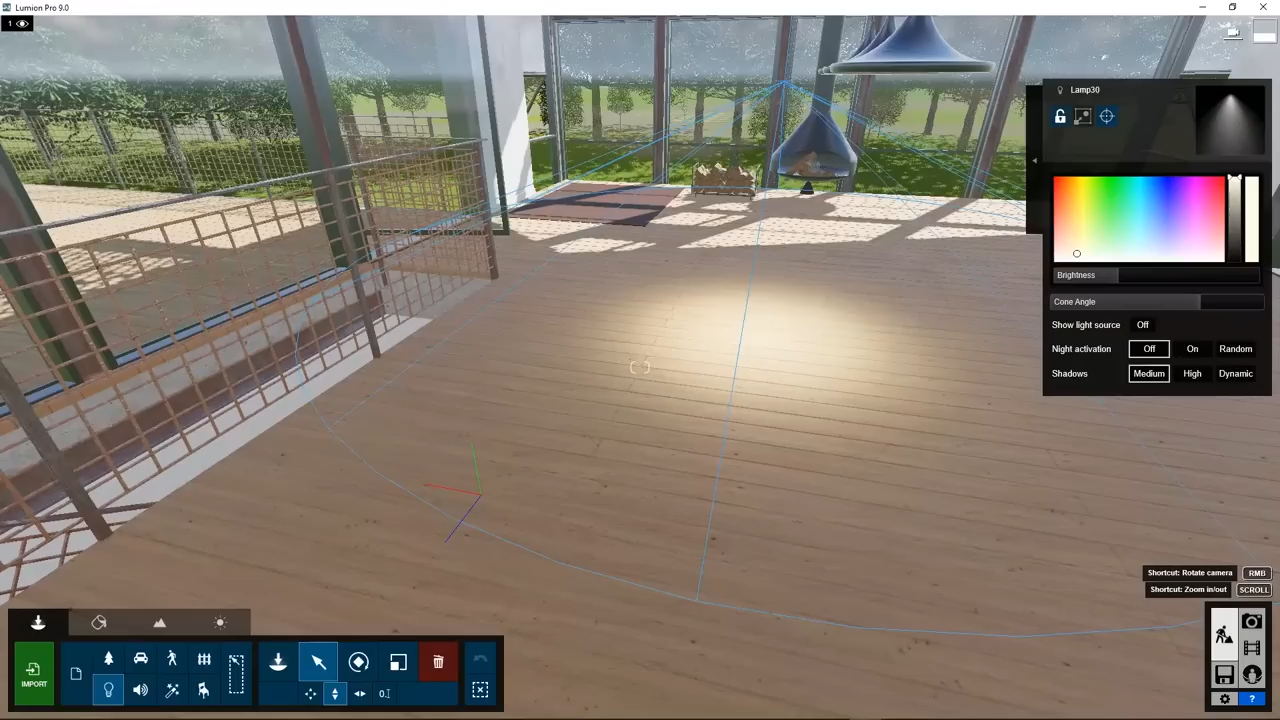 Lumion Pro 9.0
1
Lamp30
Brightness
Cone Angle
Show light source Off
Night activation Off On Random
Shadows Medium High Dynamic
Shortcut: Rotate camera RMB
Shortcut: Zoom in/out SCROLL
IMPORT
?